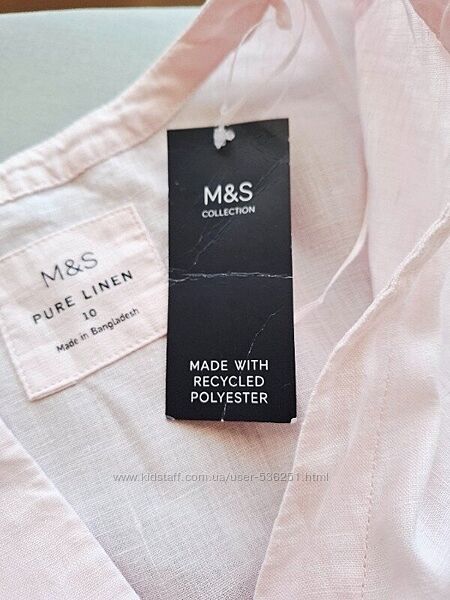 M&S
COLLECTION
MADE WITH
RECYCLED
POLYESTER
M&S
PURE LINEN
10
Made in Bangladesh
www.kidstaff.com.ua/user-536251.html